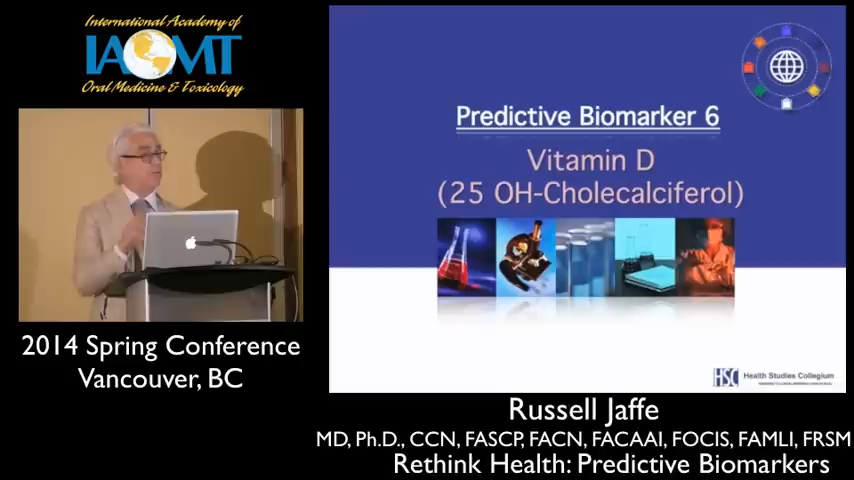 International Academy of
IAOMT
Oral Medicine & Toxicology
2014 Spring Conference
Vancouver, BC
Predictive Biomarker 6
Vitamin D
(25 OH-Cholecalciferol)
HSC Health Studies Collegium
Russell Jaffe
MD, Ph.D., CCN, FASCP, FACN, FACAAI, FOCIS, FAMLI, FRSM
Rethink Health: Predictive Biomarkers